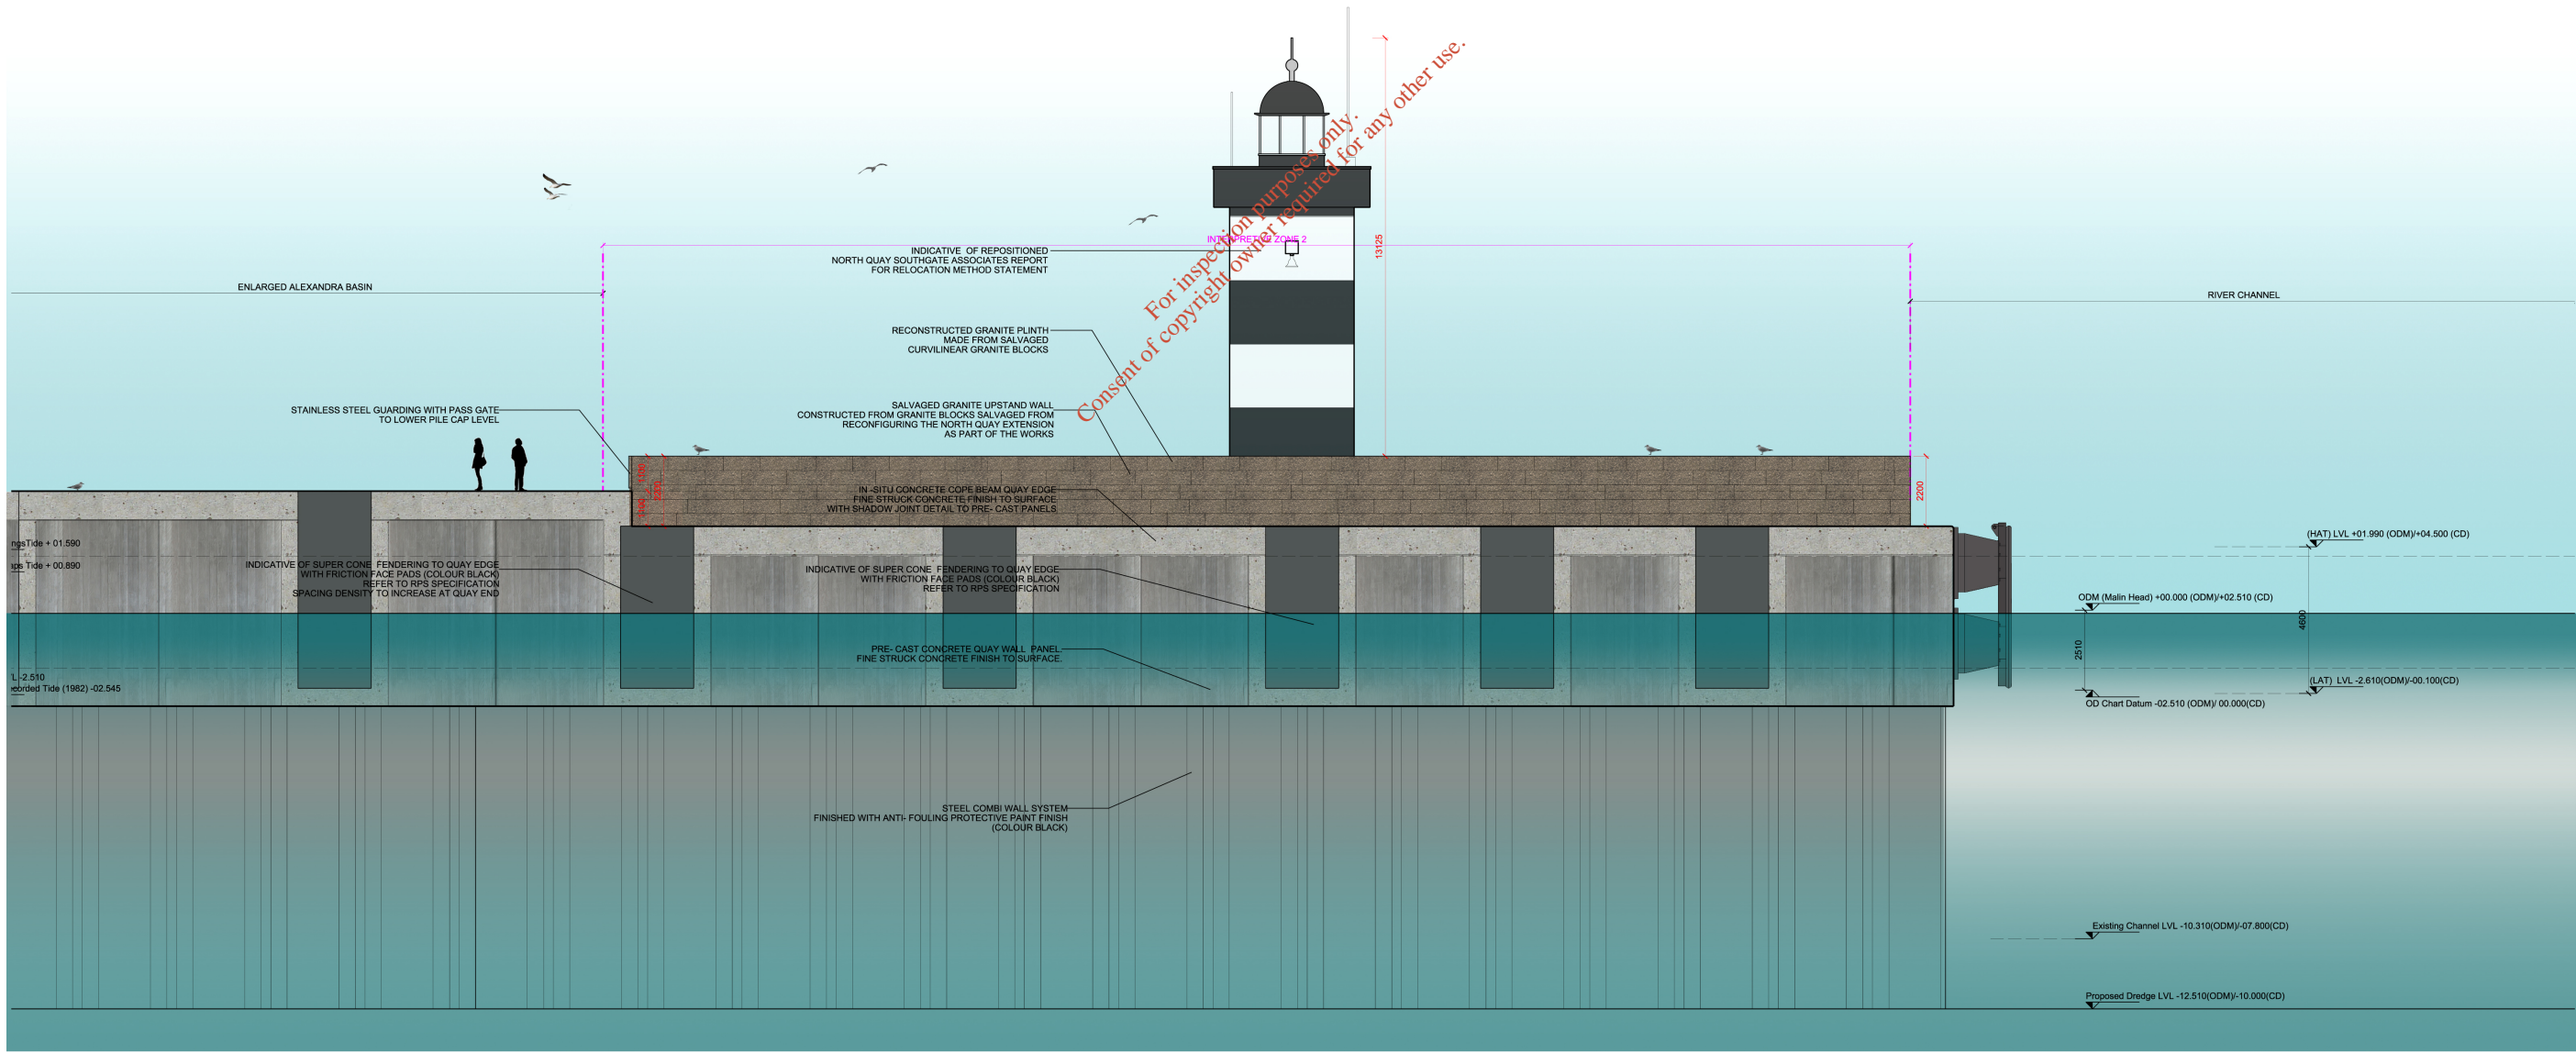 For inspection purposes only.
Consent of copyright owner required for any other use.
INTERPRETIVE ZONE 2
13125
INDICATIVE OF REPOSITIONED
NORTH QUAY SOUTHGATE ASSOCIATES REPORT
FOR RELOCATION METHOD STATEMENT
ENLARGED ALEXANDRA BASIN
RIVER CHANNEL
RECONSTRUCTED GRANITE PLINTH
MADE FROM SALVAGED
CURVILINEAR GRANITE BLOCKS
STAINLESS STEEL GUARDING WITH PASS GATE
TO LOWER PILE CAP LEVEL
SALVAGED GRANITE UPSTAND WALL
CONSTRUCTED FROM GRANITE BLOCKS SALVAGED FROM
RECONFIGURING THE NORTH QUAY EXTENSION
AS PART OF THE WORKS
1100
2200
1100
2200
IN -SITU CONCRETE COPE BEAM QUAY EDGE
FINE STRUCK CONCRETE FINISH TO SURFACE
WITH SHADOW JOINT DETAIL TO PRE- CAST PANELS
ngsTide + 01.590
aps Tide + 00.890
INDICATIVE OF SUPER CONE FENDERING TO QUAY EDGE
WITH FRICTION FACE PADS (COLOUR BLACK)
REFER TO RPS SPECIFICATION
SPACING DENSITY TO INCREASE AT QUAY END
INDICATIVE OF SUPER CONE FENDERING TO QUAY EDGE
WITH FRICTION FACE PADS (COLOUR BLACK)
REFER TO RPS SPECIFICATION
(HAT) LVL +01.990 (ODM)/+04.500 (CD)
ODM (Malin Head) +00.000 (ODM)/+02.510 (CD)
4600
2510
PRE- CAST CONCRETE QUAY WALL PANEL.
FINE STRUCK CONCRETE FINISH TO SURFACE.
L -2.510
ecorded Tide (1982) -02.545
(LAT) LVL -2.610(ODM)/-00.100(CD)
OD Chart Datum -02.510 (ODM)/ 00.000(CD)
STEEL COMBI WALL SYSTEM
FINISHED WITH ANTI- FOULING PROTECTIVE PAINT FINISH
(COLOUR BLACK)
Existing Channel LVL -10.310(ODM)/-07.800(CD)
Proposed Dredge LVL -12.510(ODM)/-10.000(CD)